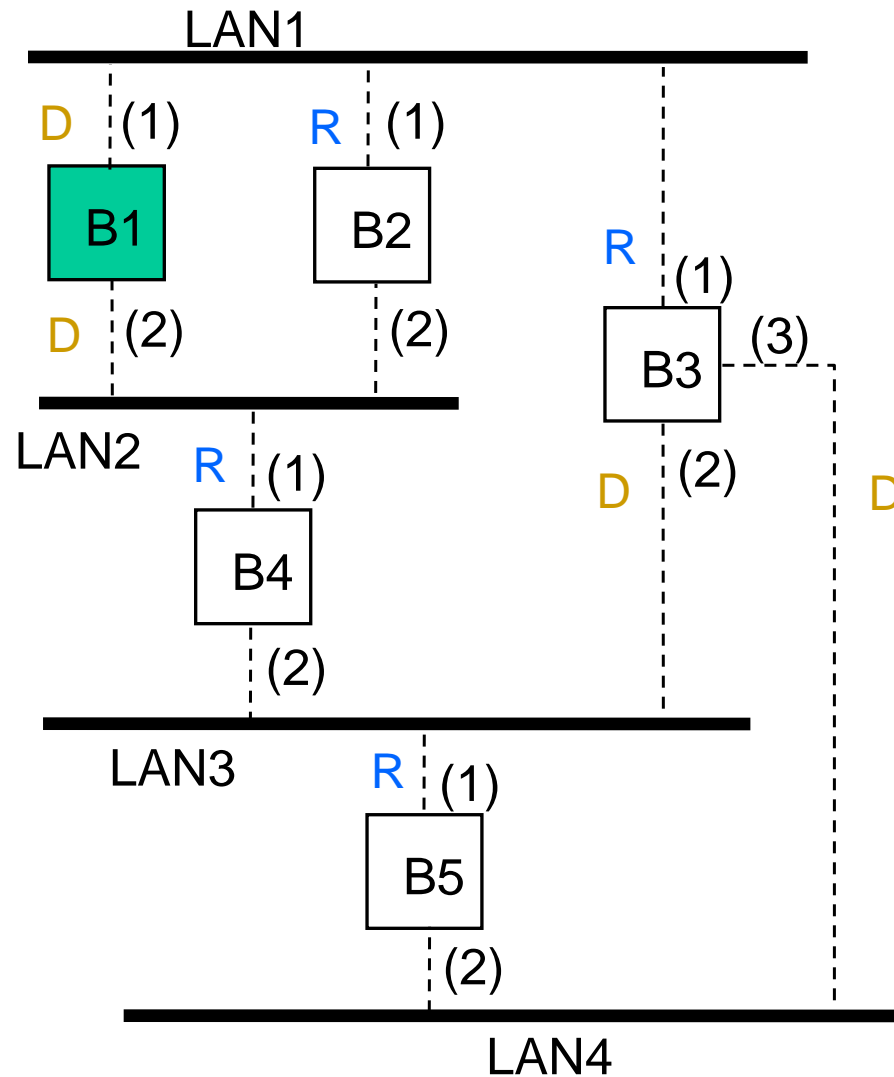 LAN1
D (1) R (1)
B1 B2
R (1)
D (2) (2) (3)
B3
LAN2 R (1) D (2) D
B4
(2)
LAN3 R (1)
B5
(2)
LAN4